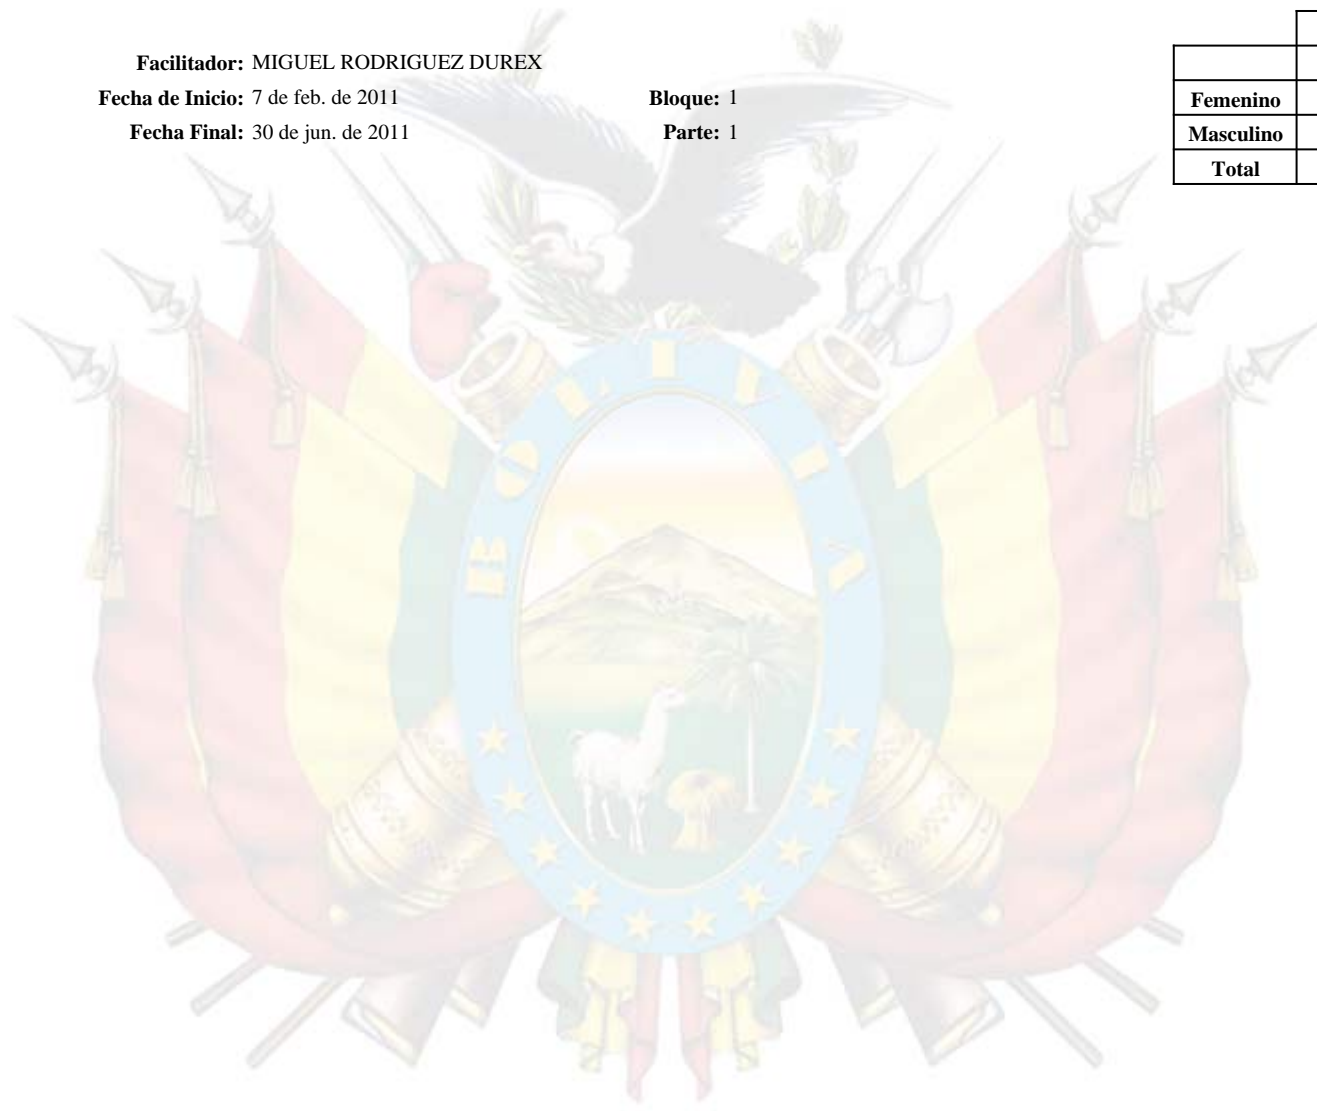 Facilitador: MIGUEL RODRIGUEZ DUREX
Fecha de Inicio: 7 de feb. de 2011
Bloque: 1
Fecha Final: 30 de jun. de 2011
Parte: 1
Femenino
Masculino
Total
BOLIVIA